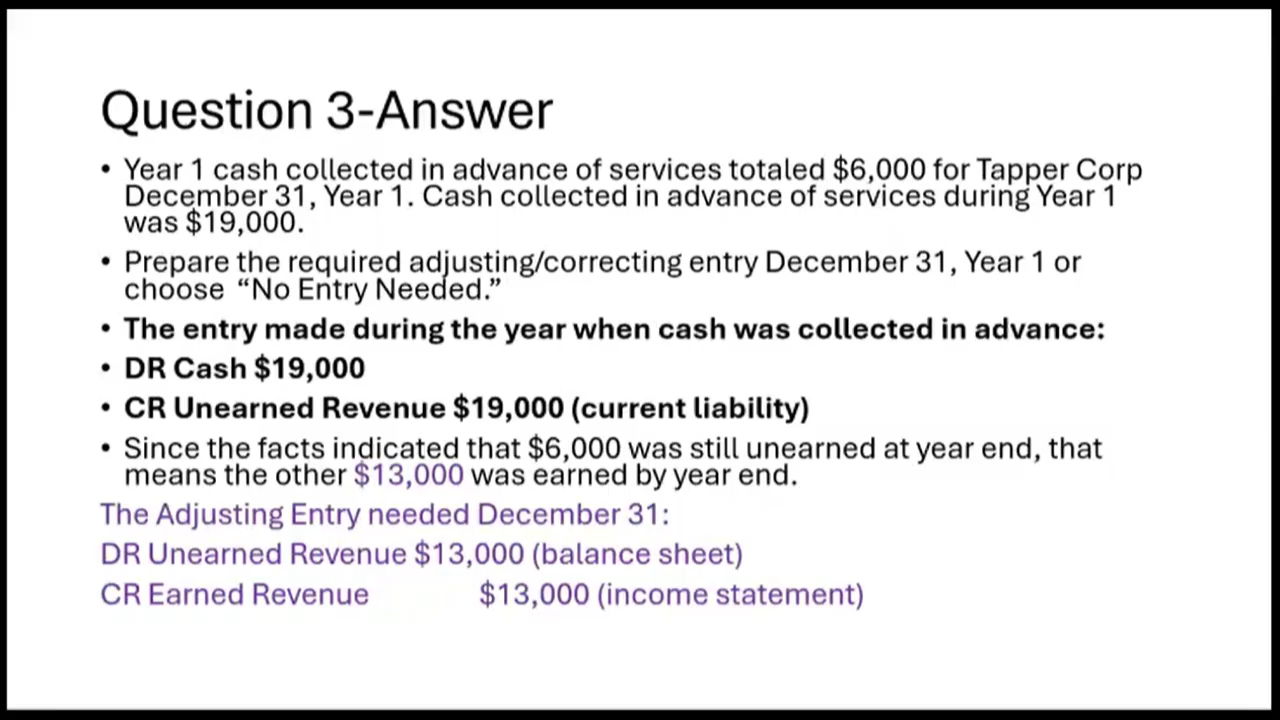 Question 3-Answer
• Year 1 cash collected in advance of services totaled $6,000 for Tapper Corp
December 31, Year 1. Cash collected in advance of services during Year 1
was $19,000.
• Prepare the required adjusting/correcting entry December 31, Year 1 or
choose “No Entry Needed.”
• The entry made during the year when cash was collected in advance:
• DR Cash $19,000
• CR Unearned Revenue $19,000 (current liability)
• Since the facts indicated that $6,000 was still unearned at year end, that
means the other $13,000 was earned by year end.
The Adjusting Entry needed December 31:
DR Unearned Revenue $13,000 (balance sheet)
CR Earned Revenue $13,000 (income statement)